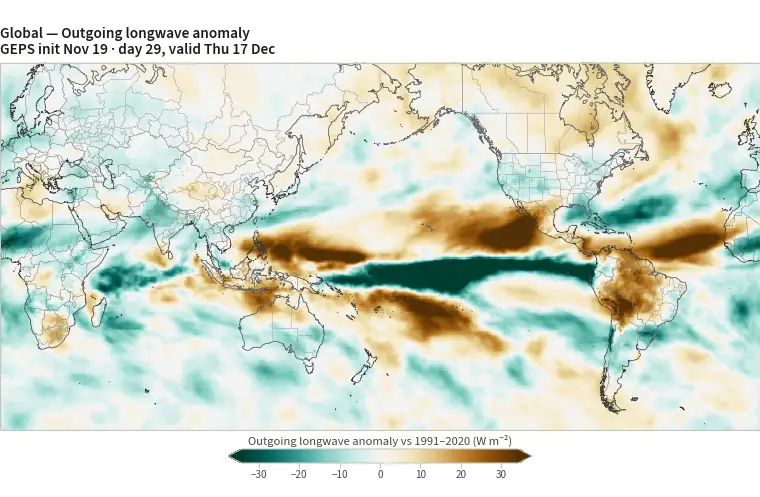 Global — Outgoing longwave anomaly
GEPS init Nov 19 · day 29, valid Thu 17 Dec
Outgoing longwave anomaly vs 1991–2020 (W m⁻²)
−30 −20 −10 0 10 20 30